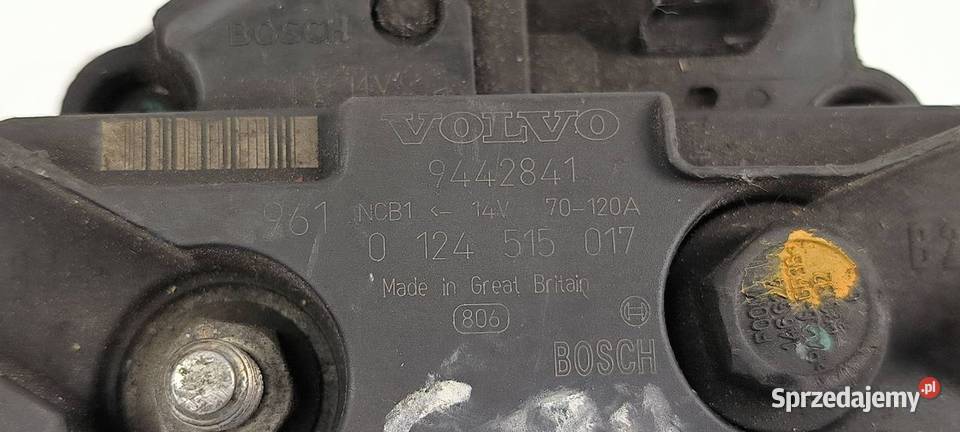 BOSCH
14V
VOLVO
9442841
961 NCB1 <- 14V 70-120A
0 124 515 017
Made in Great Britain
806
BOSCH
B2
Sprzedajemy.pl